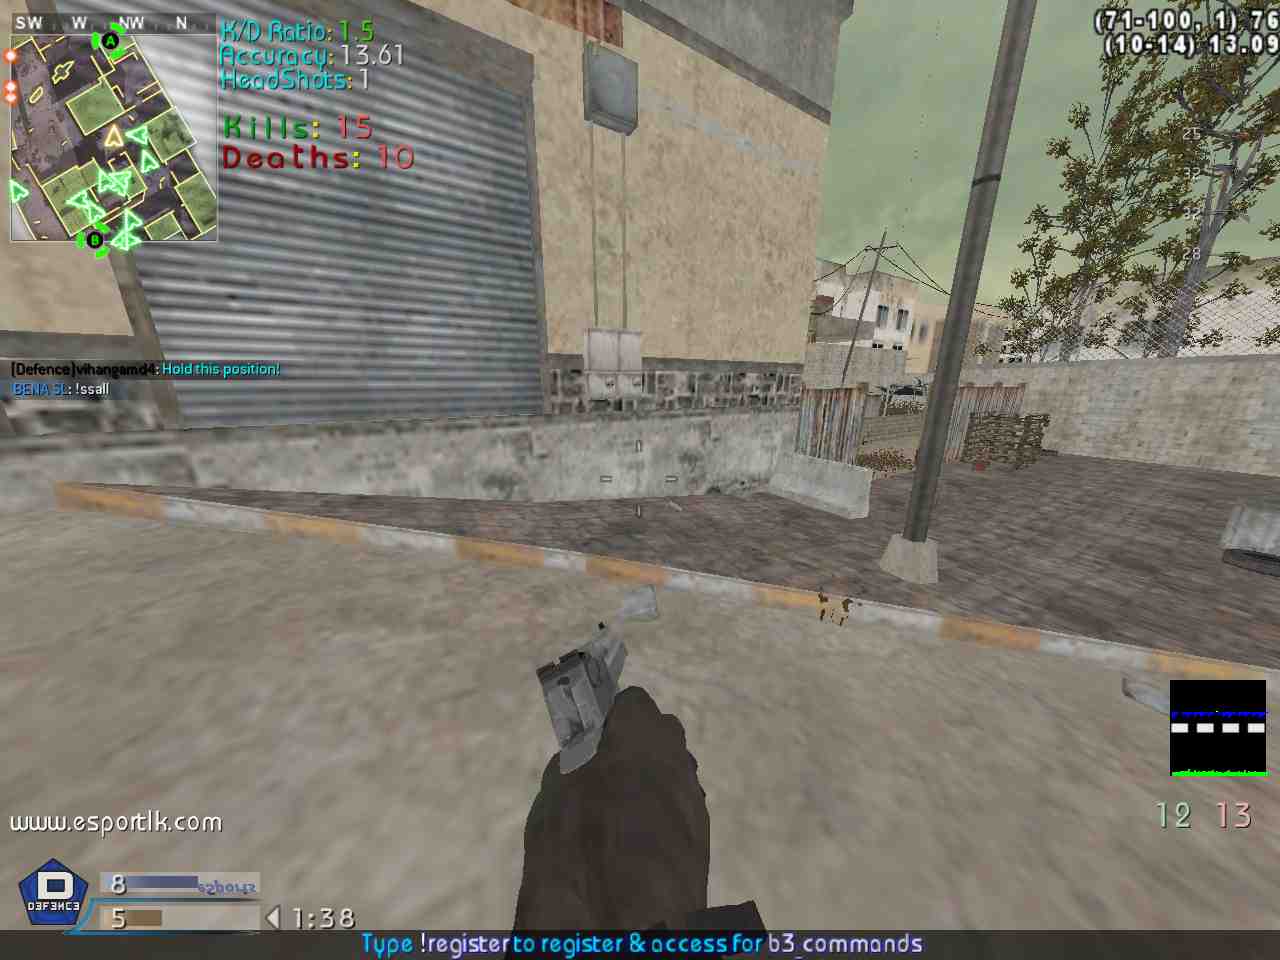 SW W NW N
A
K/D Ratio: 1.5
Accuracy: 13.61
HeadShots: 1
Kills: 15
Deaths: 10
(71-100, 1) 76
(10-14) 13.09
25
28
B
[Defence]vihangamd4: Hold this position!
BENA SL: !ssall
12 13
www.esportlk.com
D3F3NC3
8
5
1:38
Type !register to register & access for b3_commands